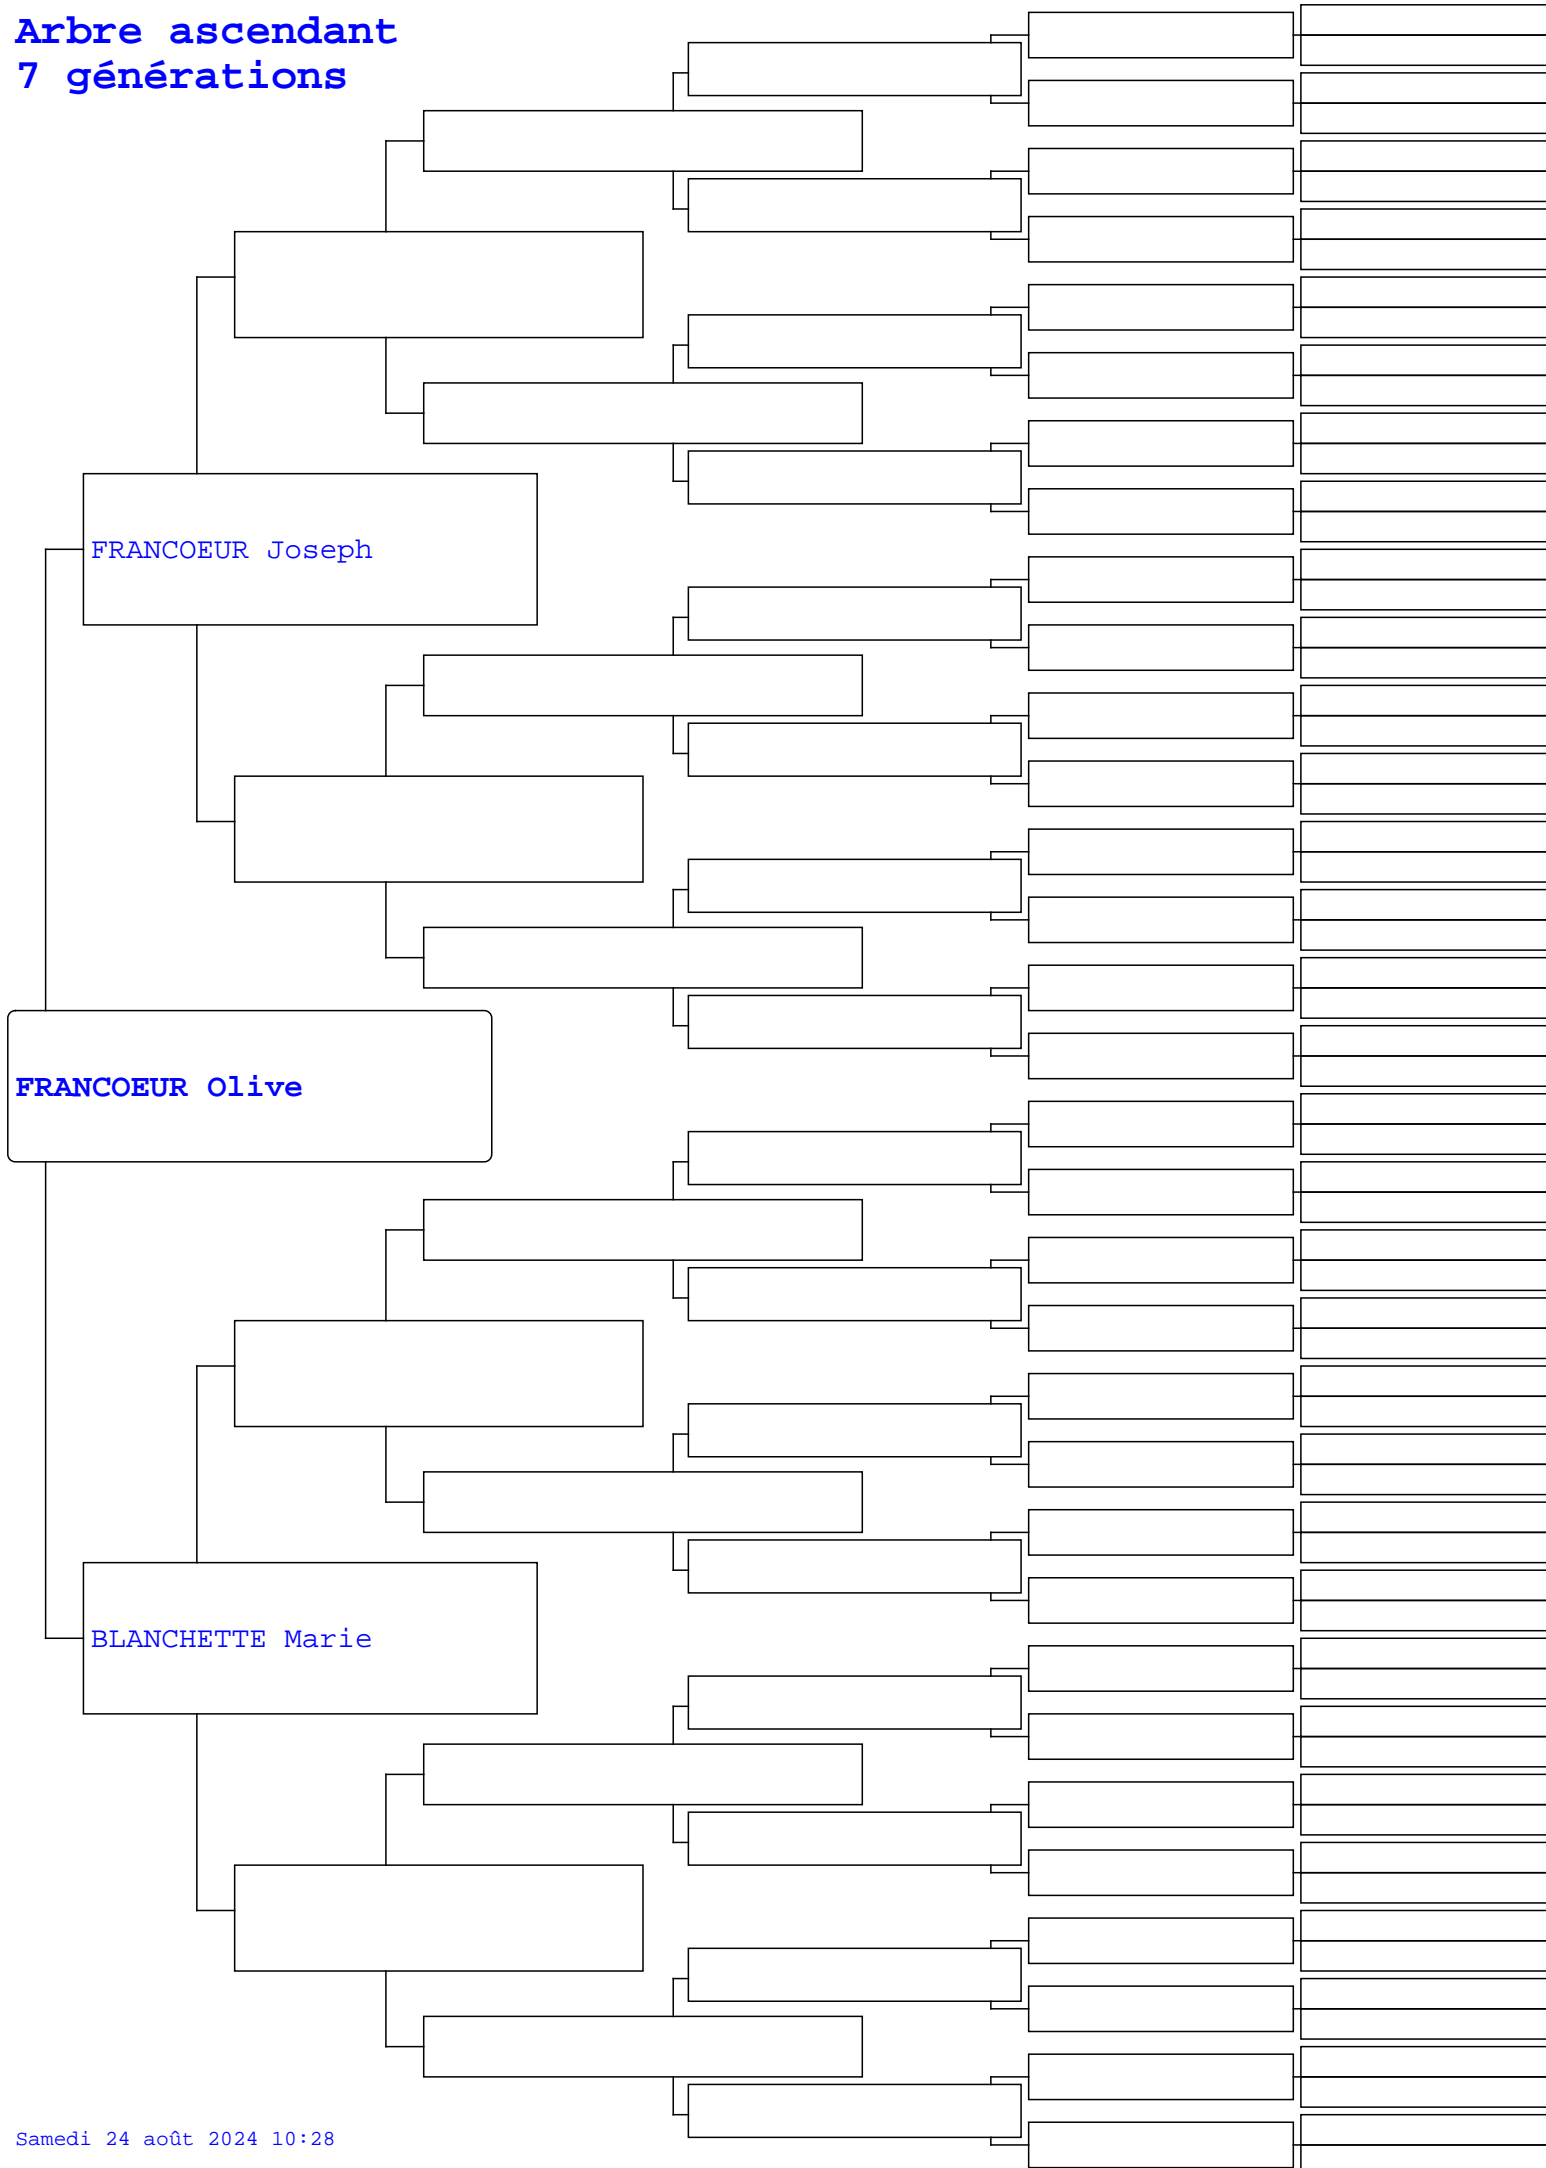 Arbre ascendant
7 générations
FRANCOEUR Joseph
FRANCOEUR Olive
BLANCHETTE Marie
Samedi 24 août 2024 10:28